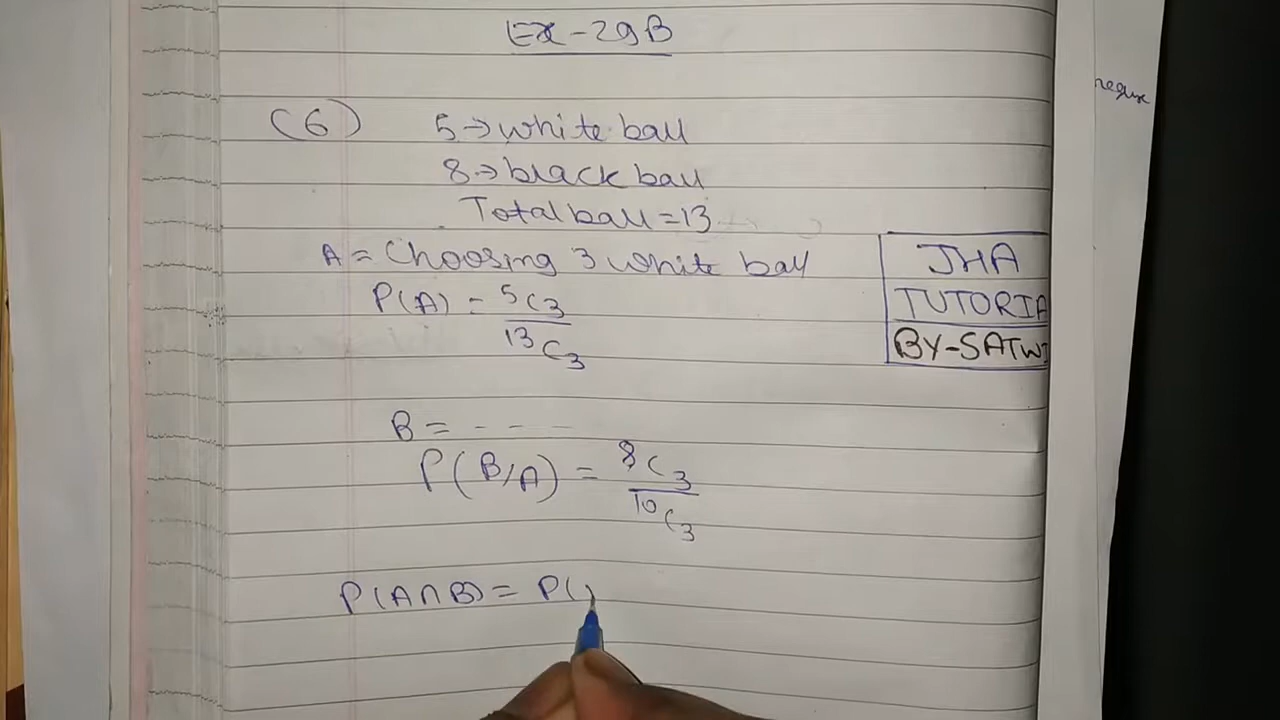 Ex-29B
(6) 5→white ball
8→black ball
Total ball=13
A = Choosing 3 white ball
P(A) = 5C3
13C3
B = - - -
P(B/A) = 8C3
10C3
P(A∩B) = P(
JHA
TUTORIA
BY-SATWI